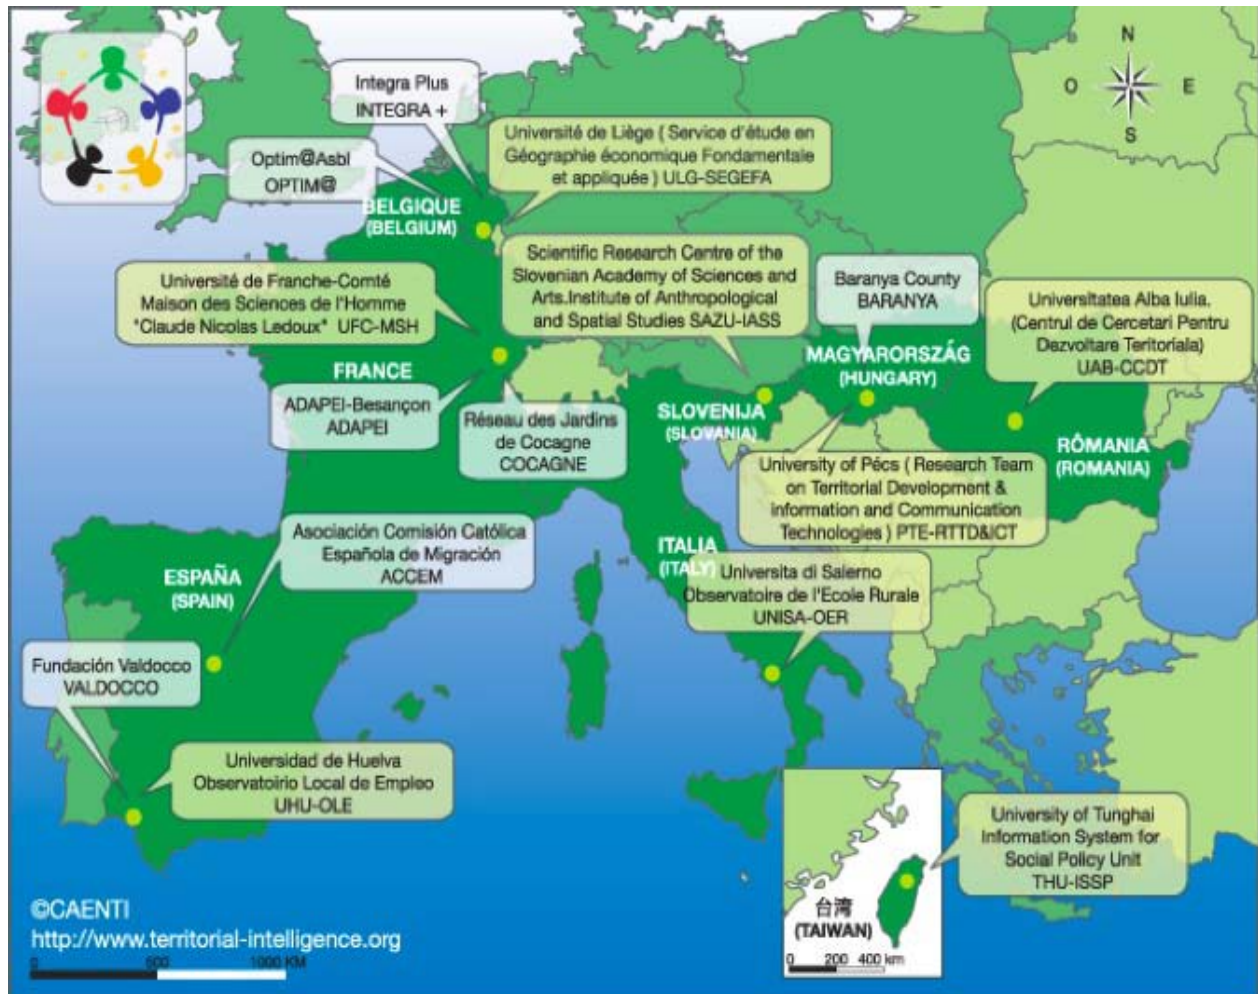 N
O
E
S
Integra Plus
INTEGRA +
Université de Liège ( Service d'étude en
Géographie économique Fondamentale
et appliquée ) ULG-SEGEFA
Optim@Asbl
OPTIM@
BELGIQUE
(BELGIUM)
Scientific Research Centre of the
Slovenian Academy of Sciences and
Arts.Institute of Anthropological
and Spatial Studies SAZU-IASS
Baranya County
BARANYA
Université de Franche-Comté
Maison des Sciences de l'Homme
"Claude Nicolas Ledoux" UFC-MSH
Universitatea Alba Iulia.
(Centrul de Cercetari Pentru
Dezvoltare Teritoriala)
UAB-CCDT
FRANCE
MAGYARORSZÁG
(HUNGARY)
ADAPEI-Besançon
ADAPEI
Réseau des Jardins
de Cocagne
COCAGNE
SLOVENIJA
(SLOVANIA)
RÔMANIA
(ROMANIA)
University of Pécs ( Research Team
on Territorial Development &
information and Communication
Technologies ) PTE-RTTD&ICT
Asociación Comisión Católica
Española de Migración
ACCEM
ITALIA
(ITALY)
Universita di Salerno
Observatoire de l'Ecole Rurale
UNISA-OER
ESPAÑA
(SPAIN)
Fundación Valdocco
VALDOCCO
Universidad de Huelva
Observatoirio Local de Empleo
UHU-OLE
University of Tunghai
Information System for
Social Policy Unit
THU-ISSP
台湾
(TAIWAN)
0 200 400 km
©CAENTI
http://www.territorial-intelligence.org
0 500 1000 KM